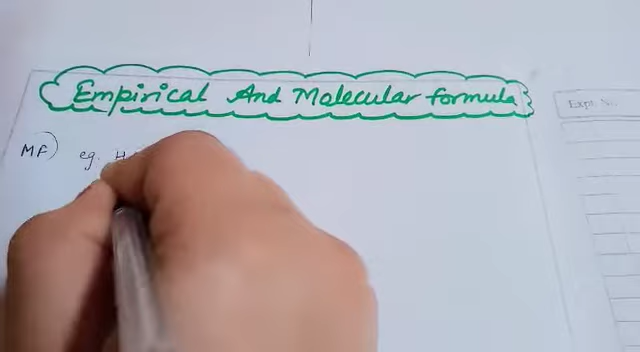 Empirical And Molecular formula
Expt. No.
MF) eg. H